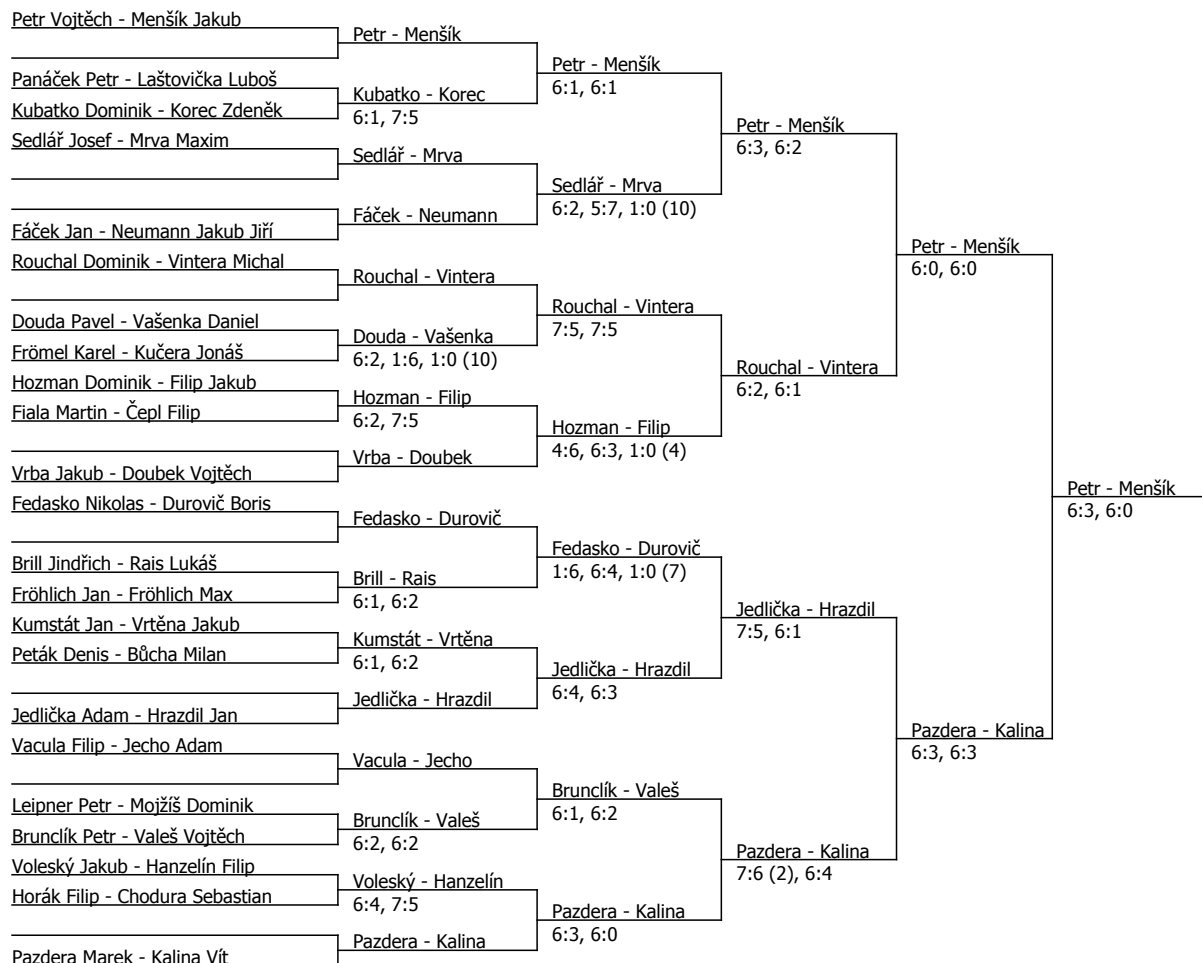 Petr Vojtěch - Menšík Jakub
Panáček Petr - Laštovička Luboš
Kubatko Dominik - Korec Zdeněk
Sedlář Josef - Mrva Maxim
Fáček Jan - Neumann Jakub Jiří
Rouchal Dominik - Vintera Michal
Douda Pavel - Vašenka Daniel
Frömel Karel - Kučera Jonáš
Hozman Dominik - Filip Jakub
Fiala Martin - Čepl Filip
Vrba Jakub - Doubek Vojtěch
Fedasko Nikolas - Durovič Boris
Brill Jindřich - Rais Lukáš
Fröhlich Jan - Fröhlich Max
Kumstát Jan - Vrtěna Jakub
Peták Denis - Bůcha Milan
Jedlička Adam - Hrazdil Jan
Vacula Filip - Jecho Adam
Leipner Petr - Mojžíš Dominik
Brunclík Petr - Valeš Vojtěch
Voleský Jakub - Hanzelín Filip
Horák Filip - Chodura Sebastian
Pazdera Marek - Kalina Vít
Petr - Menšík
Kubatko - Korec
6:1, 7:5
Sedlář - Mrva
Fáček - Neumann
Rouchal - Vintera
Douda - Vašenka
6:2, 1:6, 1:0 (10)
Hozman - Filip
6:2, 7:5
Vrba - Doubek
Fedasko - Durovič
Brill - Rais
6:1, 6:2
Kumstát - Vrtěna
6:1, 6:2
Jedlička - Hrazdil
Vacula - Jecho
Brunclík - Valeš
6:2, 6:2
Voleský - Hanzelín
6:4, 7:5
Pazdera - Kalina
Petr - Menšík
6:1, 6:1
Sedlář - Mrva
6:2, 5:7, 1:0 (10)
Rouchal - Vintera
7:5, 7:5
Hozman - Filip
4:6, 6:3, 1:0 (4)
Fedasko - Durovič
1:6, 6:4, 1:0 (7)
Jedlička - Hrazdil
6:4, 6:3
Brunclík - Valeš
6:1, 6:2
Pazdera - Kalina
6:3, 6:0
Petr - Menšík
6:3, 6:2
Rouchal - Vintera
6:2, 6:1
Jedlička - Hrazdil
7:5, 6:1
Pazdera - Kalina
7:6 (2), 6:4
Petr - Menšík
6:0, 6:0
Pazdera - Kalina
6:3, 6:3
Petr - Menšík
6:3, 6:0